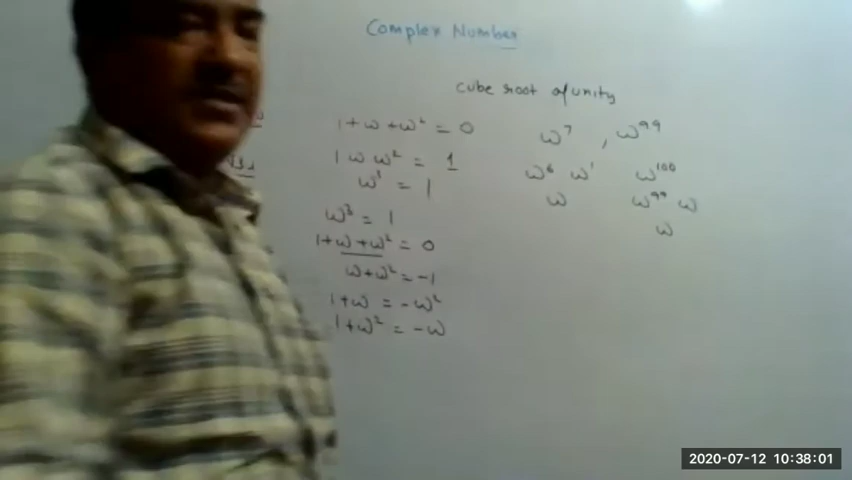 Complex Number
cube root of unity
1 + ω + ω² = 0
1 ω ω² = 1
ω³ = 1
ω³ = 1
1 + ω + ω² = 0
ω + ω² = -1
1 + ω = -ω²
1 + ω² = -ω
ω⁷ , ω⁹⁹
ω⁶ ω¹
ω
ω¹⁰⁰
ω⁹⁹ ω
ω
2020-07-12 10:38:01